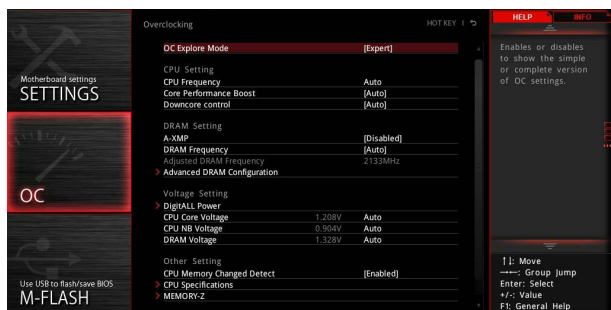 Overclocking
HOT KEY |
HELP
INFO
Motherboard settings
SETTINGS
OC
Use USB to flash/save BIOS
M-FLASH
OC Explore Mode [Expert]
CPU Setting
CPU Frequency Auto
Core Performance Boost [Auto]
Downcore control [Auto]
DRAM Setting
A-XMP [Disabled]
DRAM Frequency [Auto]
Adjusted DRAM Frequency 2133MHz
Advanced DRAM Configuration
Voltage Setting
DigitALL Power
CPU Core Voltage 1.208V Auto
CPU NB Voltage 0.904V Auto
DRAM Voltage 1.328V Auto
Other Setting
CPU Memory Changed Detect [Enabled]
CPU Specifications
MEMORY-Z
Enables or disables
to show the simple
or complete version
of OC settings.
↑↓: Move
→←: Group Jump
Enter: Select
+/-: Value
F1: General Help